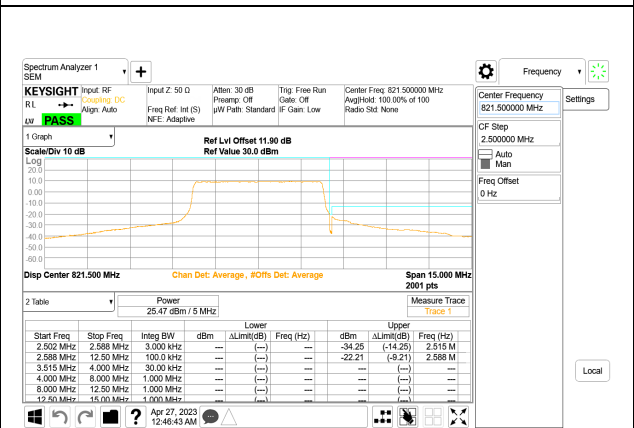 Spectrum Analyzer 1
SEM
Frequency
KEYSIGHT Input: RF Input Z: 50 Ω Atten: 30 dB Trig: Free Run Center Freq: 821.500000 MHz
RL Coupling: DC Preamp: Off Gate: Off Avg|Hold: 100.00% of 100
Align: Auto Freq Ref: Int (S) µW Path: Standard IF Gain: Low Radio Std: None
LXI PASS NFE: Adaptive
Center Frequency
821.500000 MHz
Settings
CF Step
2.500000 MHz
Auto
Man
Freq Offset
0 Hz
1 Graph
Ref Lvl Offset 11.90 dB
Scale/Div 10 dB Ref Value 30.0 dBm
Log
20.0
10.0
0.00
-10.0
-20.0
-30.0
-40.0
-50.0
-60.0
Disp Center 821.500 MHz Chan Det: Average , #Offs Det: Average Span 15.000 MHz
2001 pts
2 Table Power Measure Trace
25.47 dBm / 5 MHz Trace 1
Lower Upper
Start Freq Stop Freq Integ BW dBm ΔLimit(dB) Freq (Hz) dBm ΔLimit(dB) Freq (Hz)
2.502 MHz 2.588 MHz 3.000 kHz --- (---) --- -34.25 (-14.25) 2.515 M
2.588 MHz 12.50 MHz 100.0 kHz --- (---) --- -22.21 (-9.21) 2.588 M
3.515 MHz 4.000 MHz 30.00 kHz --- (---) --- --- (---) ---
4.000 MHz 8.000 MHz 1.000 MHz --- (---) --- --- (---) ---
8.000 MHz 12.50 MHz 1.000 MHz --- (---) --- --- (---) ---
12.50 MHz 15.00 MHz 1.000 MHz --- (---) --- --- (---) ---
Local
? Apr 27, 2023
12:46:43 AM